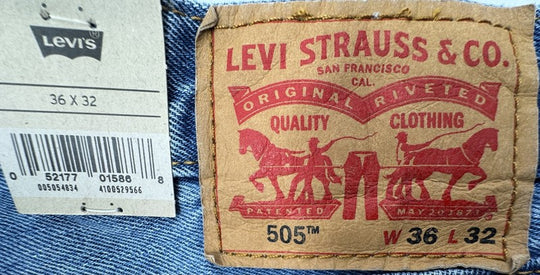 Levi's
36 X 32
0 52177 01586 8
005054834 4100529566
LEVI STRAUSS & CO.
SAN FRANCISCO
CAL.
ORIGINAL RIVETED
QUALITY CLOTHING
PATENTED MAY 20 1873
505™ W 36 L 32